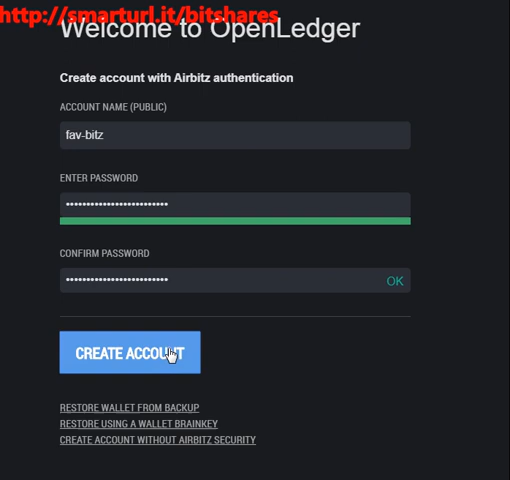 http://smarturl.it/bitshares
Welcome to OpenLedger
Create account with Airbitz authentication
ACCOUNT NAME (PUBLIC)
fav-bitz
ENTER PASSWORD
•••••••••••••••••••••••••
CONFIRM PASSWORD
••••••••••••••••••••••••• OK
CREATE ACCOUNT
RESTORE WALLET FROM BACKUP
RESTORE USING A WALLET BRAINKEY
CREATE ACCOUNT WITHOUT AIRBITZ SECURITY